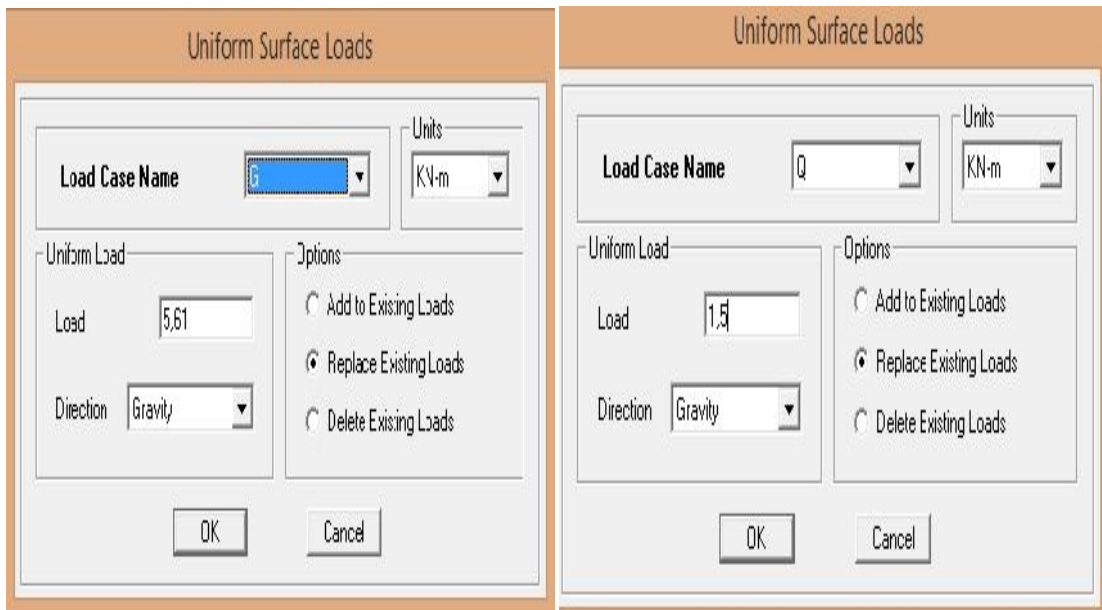 Uniform Surface Loads
Units
Load Case Name G KN-m
Uniform Load
Options
Load 5,61
Add to Existing Loads
Replace Existing Loads
Direction Gravity
Delete Existing Loads
OK Cancel
Uniform Surface Loads
Units
Load Case Name Q KN-m
Uniform Load
Options
Load 1,5
Add to Existing Loads
Replace Existing Loads
Direction Gravity
Delete Existing Loads
OK Cancel